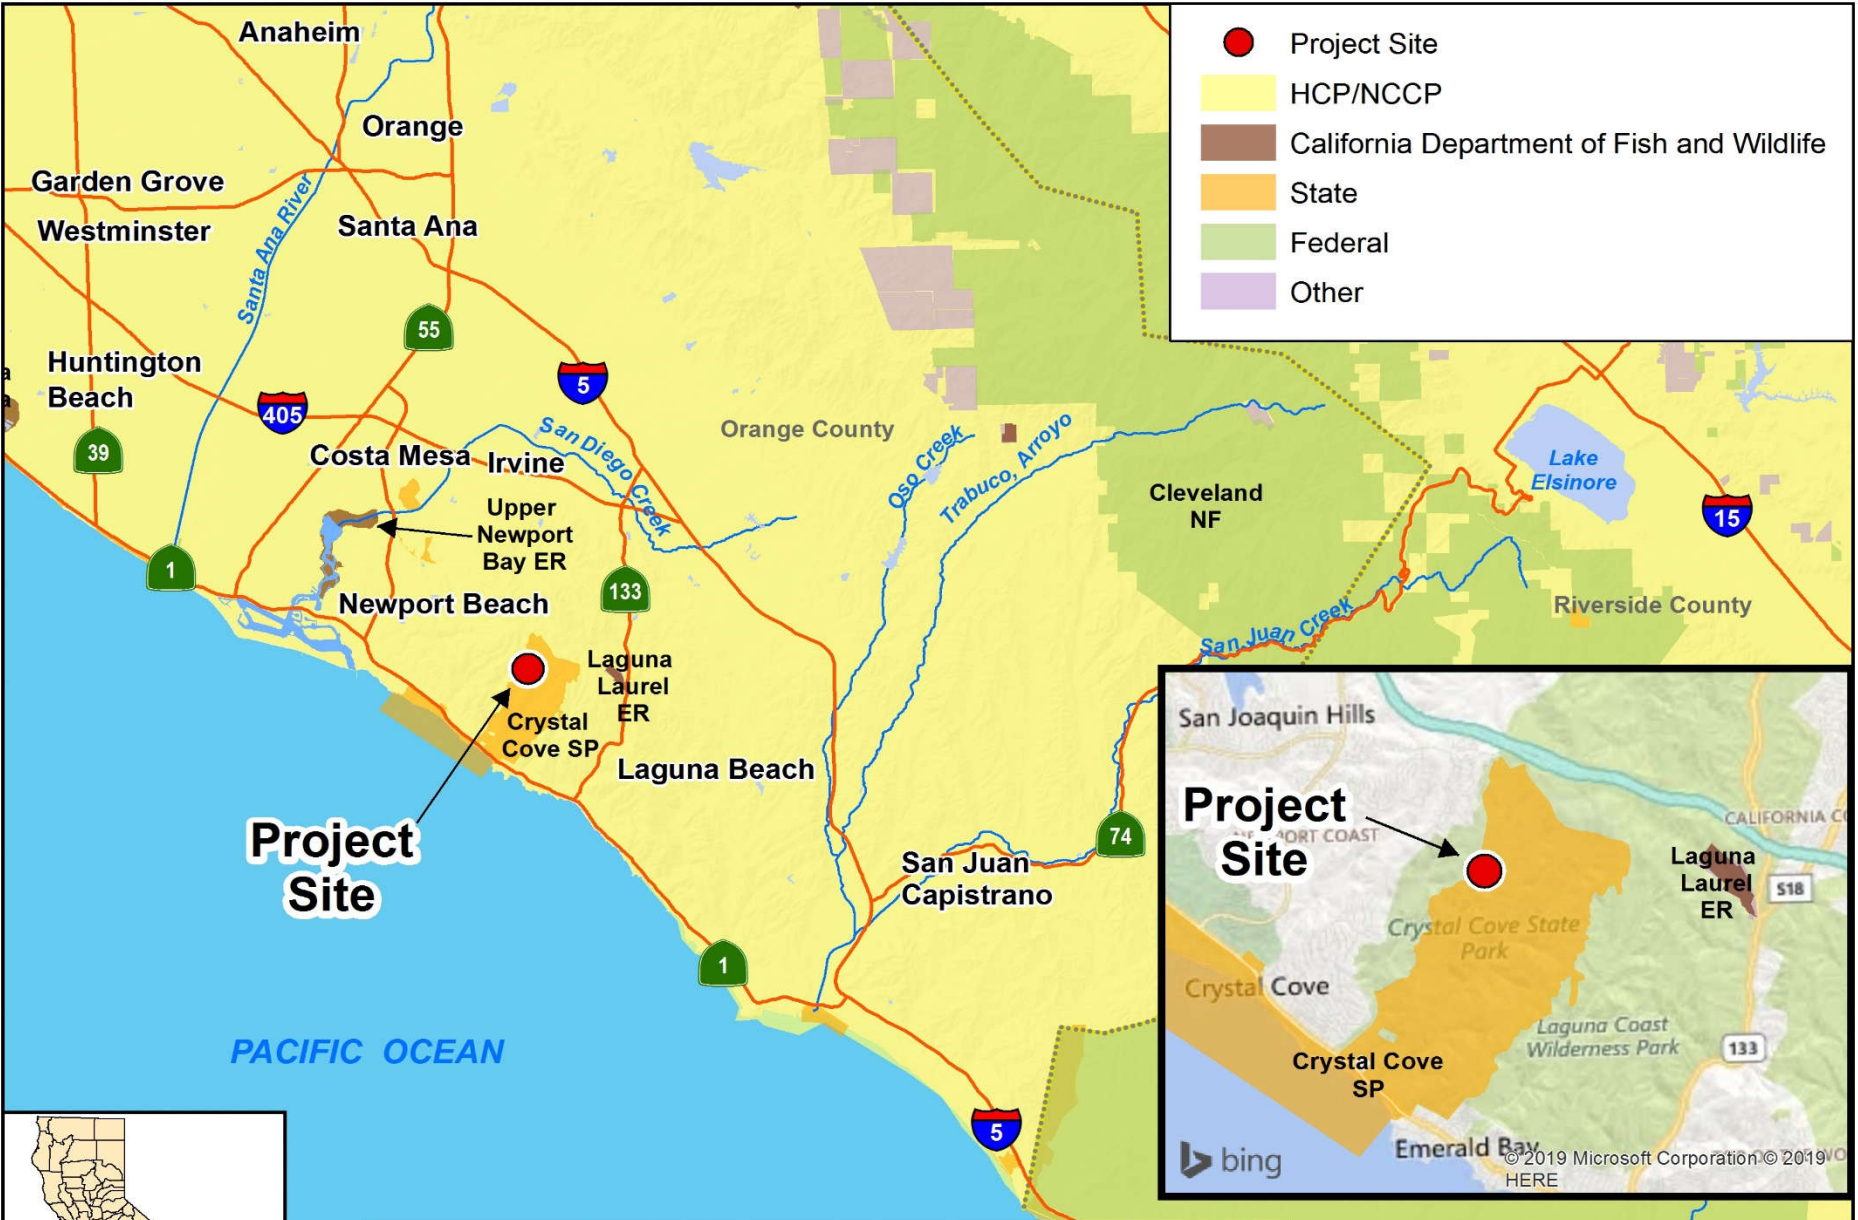 Anaheim
Orange
Garden Grove
Westminster
Santa Ana River
Santa Ana
55
Huntington
Beach
5
405
39
Costa Mesa
Irvine
San Diego Creek
Orange County
Oso Creek
Trabuco, Arroyo
Cleveland
NF
Lake
Elsinore
15
Upper
Newport
Bay ER
1
133
Newport Beach
Riverside County
San Juan Creek
Laguna
Laurel
ER
Crystal
Cove SP
Laguna Beach
Project
Site
74
San Juan
Capistrano
1
PACIFIC OCEAN
5
Project Site
HCP/NCCP
California Department of Fish and Wildlife
State
Federal
Other
San Joaquin Hills
Project
Site
PORT COAST
CALIFORNIA C
Laguna
Laurel
ER
S18
Crystal Cove State
Park
Crystal Cove
Laguna Coast
Wilderness Park
133
Crystal Cove
SP
Emerald Bay
bing
© 2019 Microsoft Corporation © 2019
HERE